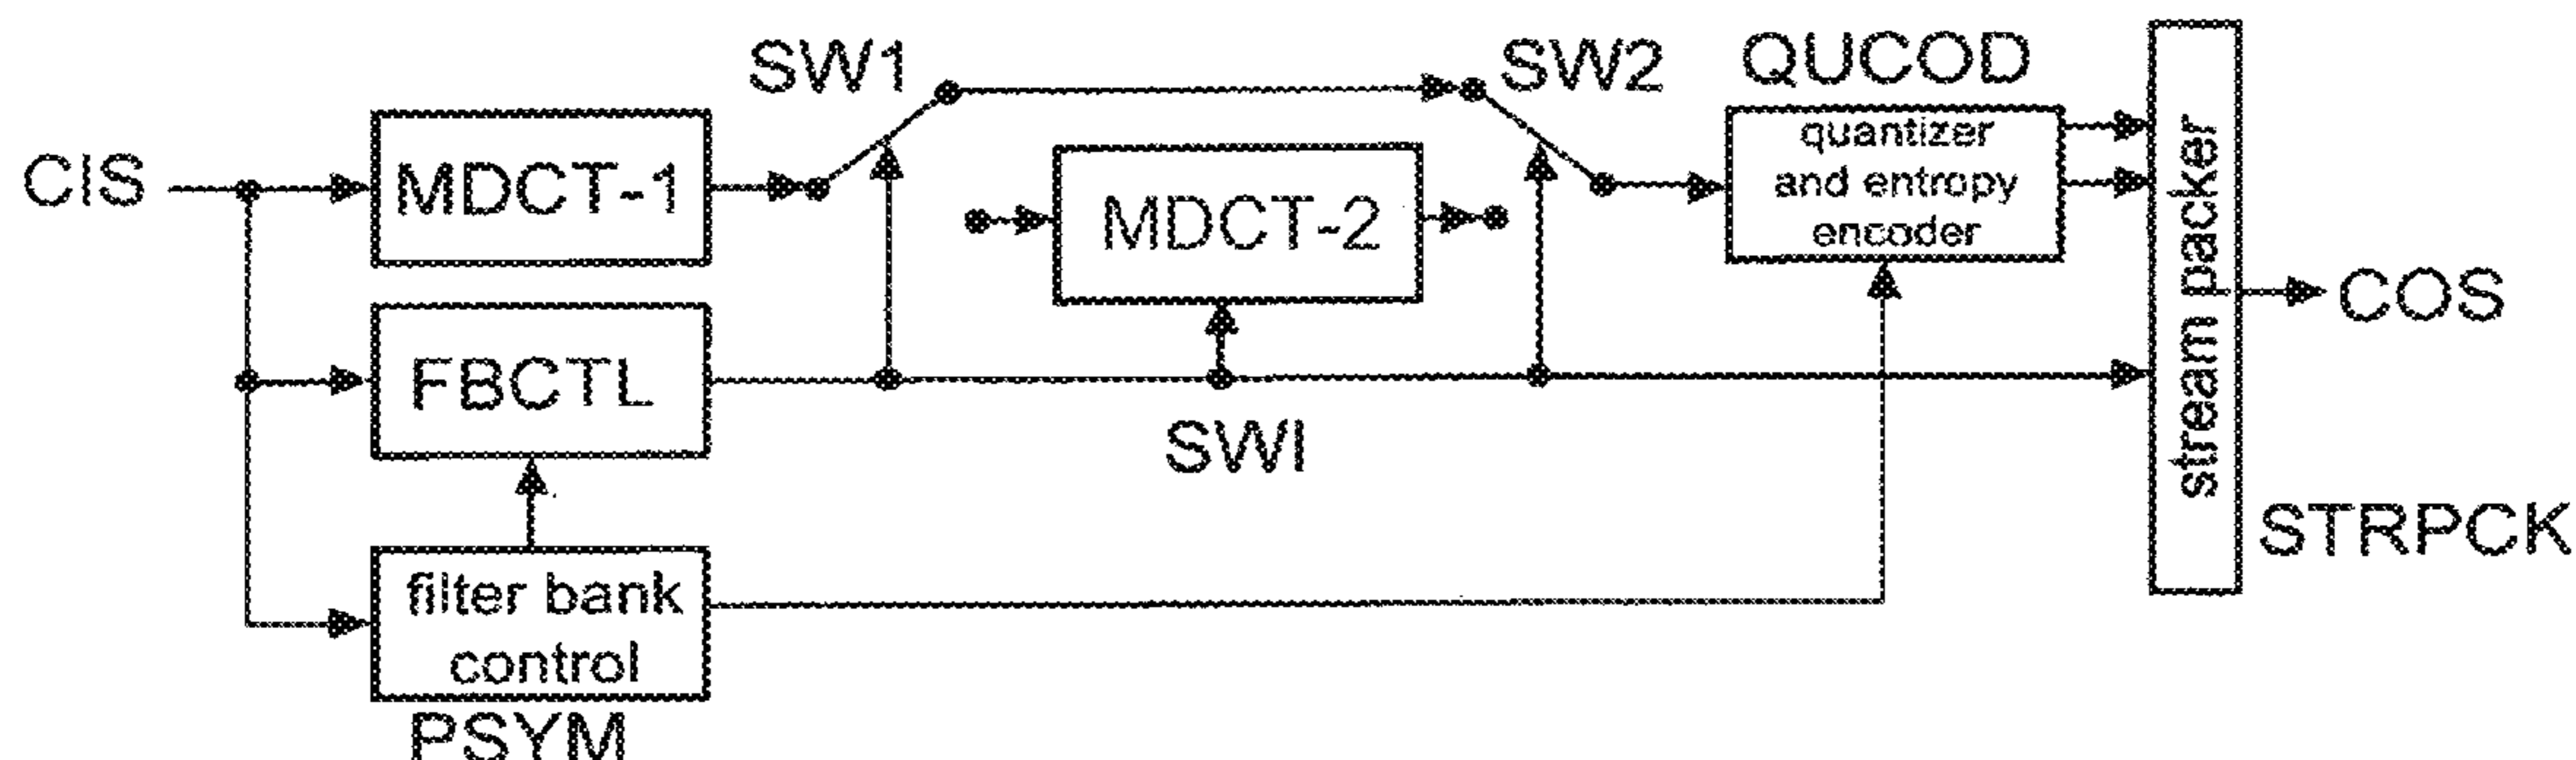 SW1
SW2
QUCOD
CIS
MDCT-1
MDCT-2
quantizer
and entropy
encoder
stream packer
COS
FBCTL
SWI
STRPCK
filter bank
control
PSYM